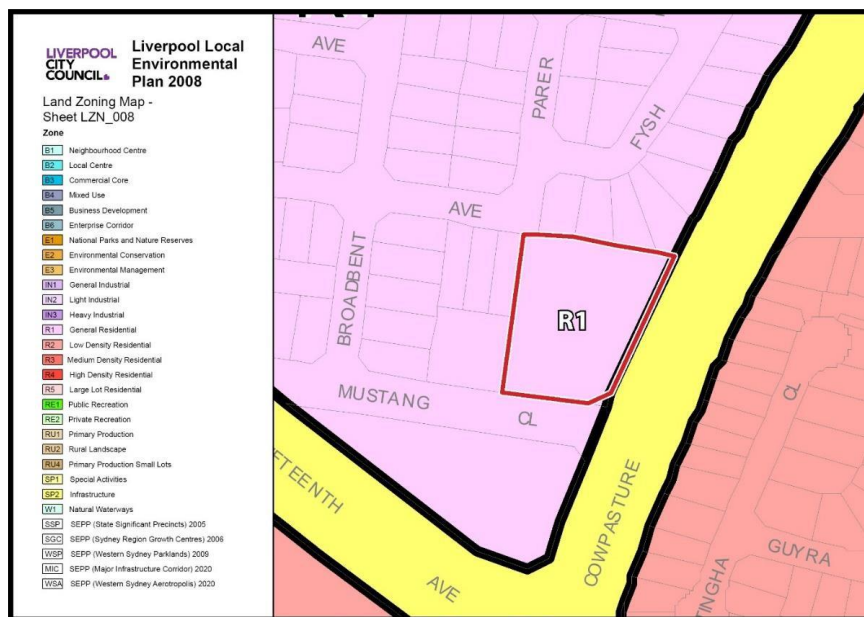 LIVERPOOL
CITY
COUNCIL
Liverpool Local
Environmental
Plan 2008
Land Zoning Map -
Sheet LZN_008
Zone
B1 Neighbourhood Centre
B2 Local Centre
B3 Commercial Core
B4 Mixed Use
B5 Business Development
B6 Enterprise Corridor
E1 National Parks and Nature Reserves
E2 Environmental Conservation
E3 Environmental Management
IN1 General Industrial
IN2 Light Industrial
IN3 Heavy Industrial
R1 General Residential
R2 Low Density Residential
R3 Medium Density Residential
R4 High Density Residential
R5 Large Lot Residential
RE1 Public Recreation
RE2 Private Recreation
RU1 Primary Production
RU2 Rural Landscape
RU4 Primary Production Small Lots
SP1 Special Activities
SP2 Infrastructure
W1 Natural Waterways
SSP SEPP (State Significant Precincts) 2005
SGC SEPP (Sydney Region Growth Centres) 2006
WSP SEPP (Western Sydney Parklands) 2009
MIC SEPP (Major Infrastructure Corridor) 2020
WSA SEPP (Western Sydney Aerotropolis) 2020
AVE
PARER
FYSH
AVE
BROADBENT
R1
MUSTANG
CL
CL
ETEENTH
AVE
COWPASTURE
GUYRA
TINGHA